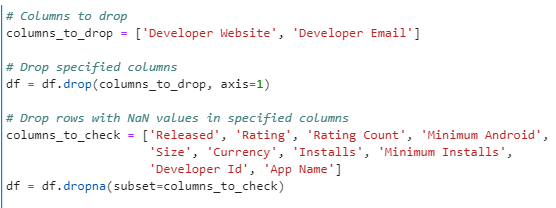 # Columns to drop
columns_to_drop = ['Developer Website', 'Developer Email']
# Drop specified columns
df = df.drop(columns_to_drop, axis=1)
# Drop rows with NaN values in specified columns
columns_to_check = ['Released', 'Rating', 'Rating Count', 'Minimum Android',
'Size', 'Currency', 'Installs', 'Minimum Installs',
'Developer Id', 'App Name']
df = df.dropna(subset=columns_to_check)